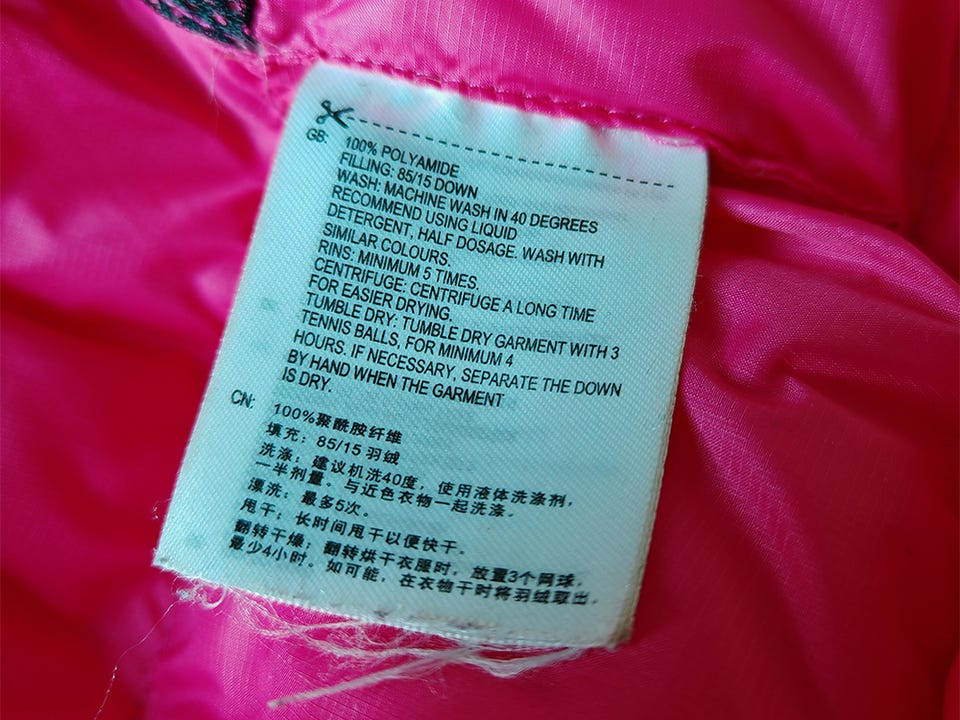 GB:
100% POLYAMIDE
FILLING: 85/15 DOWN
WASH: MACHINE WASH IN 40 DEGREES
RECOMMEND USING LIQUID
DETERGENT, HALF DOSAGE. WASH WITH
SIMILAR COLOURS.
RINS: MINIMUM 5 TIMES.
CENTRIFUGE: CENTRIFUGE A LONG TIME
FOR EASIER DRYING.
TUMBLE DRY: TUMBLE DRY GARMENT WITH 3
TENNIS BALLS, FOR MINIMUM 4
HOURS. IF NECESSARY, SEPARATE THE DOWN
BY HAND WHEN THE GARMENT
IS DRY.
CN:
100%聚酰胺纤维
填充：85/15 羽绒
洗涤：建议机洗40度，使用液体洗涤剂，
一半剂量。与近色衣物一起洗涤。
漂洗：最多5次。
甩干：长时间甩干以便快干。
翻转干燥：翻转烘干衣服时，放置3个网球，
最少4小时。如可能，在衣物干时将羽绒取出。